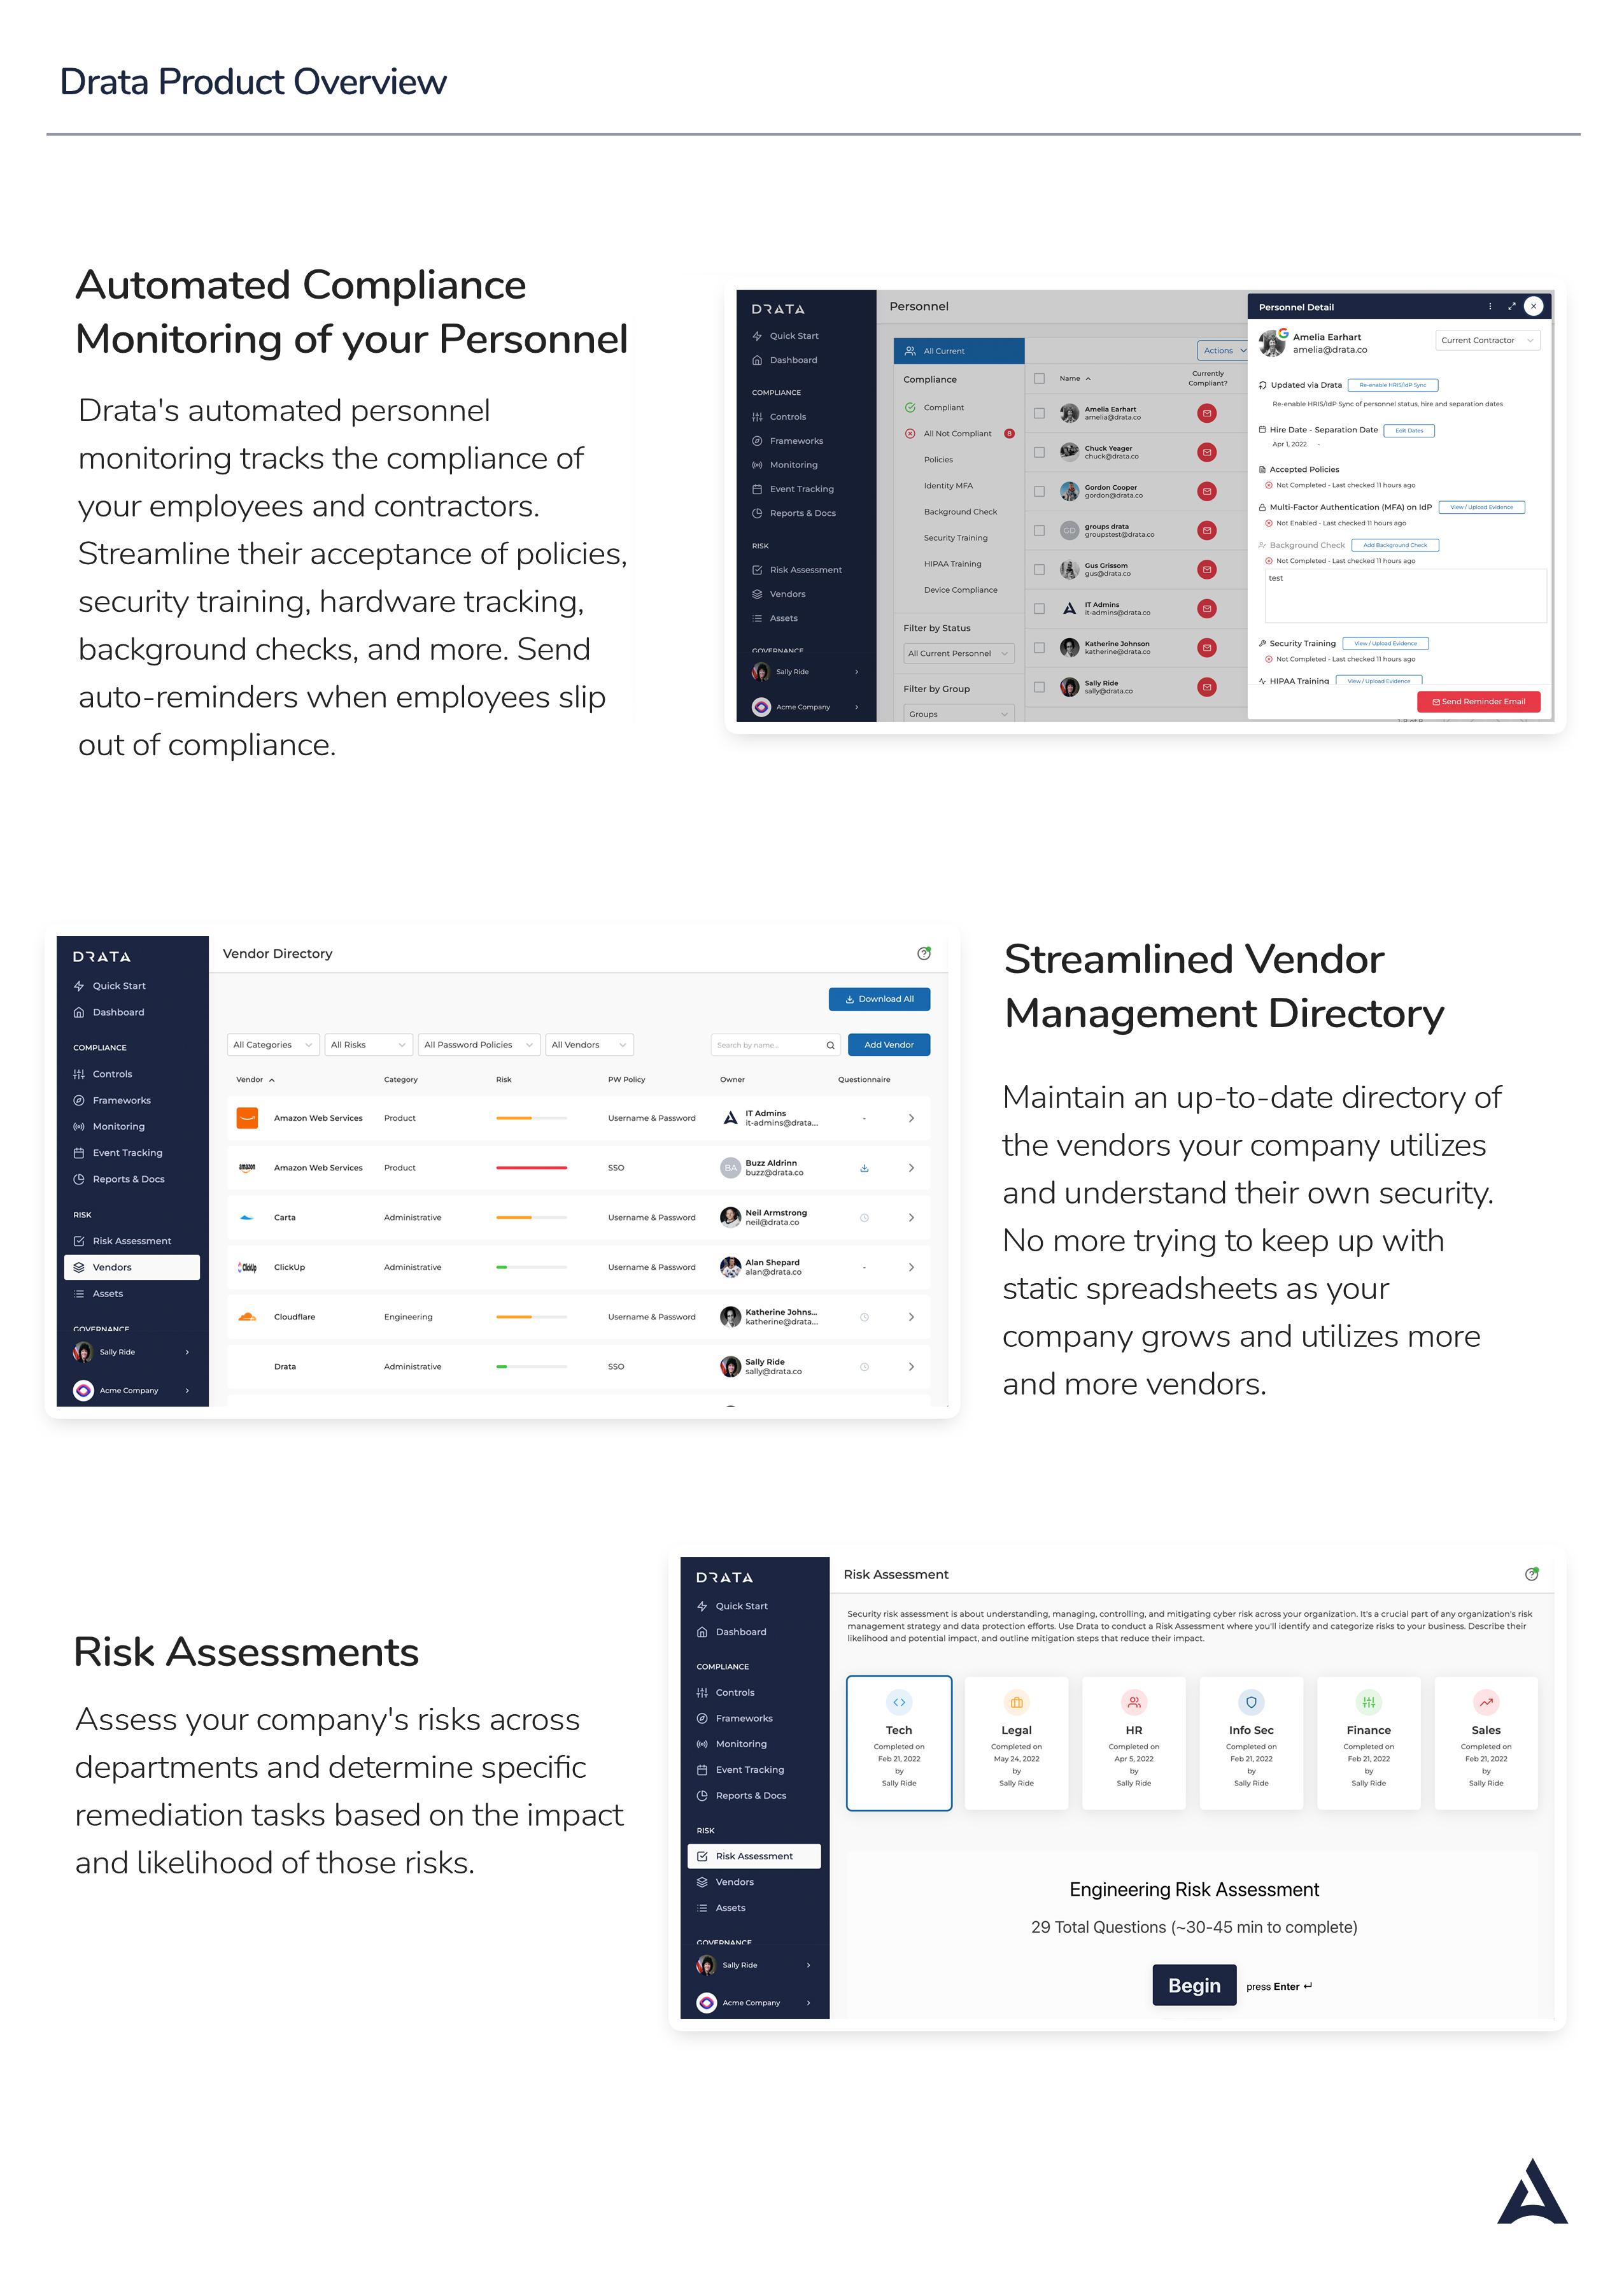 Drata Product Overview
Automated Compliance
Monitoring of your Personnel
Drata's automated personnel
monitoring tracks the compliance of
your employees and contractors.
Streamline their acceptance of policies,
security training, hardware tracking,
background checks, and more. Send
auto-reminders when employees slip
out of compliance.
DRATA
Quick Start
Dashboard
COMPLIANCE
Controls
Frameworks
Monitoring
Event Tracking
Reports & Docs
RISK
Risk Assessment
Vendors
Assets
GOVERNANCE
Sally Ride
Acme Company
Personnel
All Current
Compliance
Compliant
All Not Compliant 8
Policies
Identity MFA
Background Check
Security Training
HIPAA Training
Device Compliance
Filter by Status
All Current Personnel
Filter by Group
Groups
Actions
Name Currently
Compliant?
Amelia Earhart
amelia@drata.co
Chuck Yeager
chuck@drata.co
Gordon Cooper
gordon@drata.co
GD groups drata
groupstest@drata.co
Gus Grissom
gus@drata.co
IT Admins
it-admins@drata.co
Katherine Johnson
katherine@drata.co
Sally Ride
sally@drata.co
Personnel Detail
Amelia Earhart
amelia@drata.co
Current Contractor
Updated via Drata Re-enable HRIS/IdP Sync
Re-enable HRIS/IdP Sync of personnel status, hire and separation dates
Hire Date - Separation Date Edit Dates
Apr 1, 2022 -
Accepted Policies
Not Completed - Last checked 11 hours ago
Multi-Factor Authentication (MFA) on IdP View / Upload Evidence
Not Enabled - Last checked 11 hours ago
Background Check Add Background Check
Not Completed - Last checked 11 hours ago
test
Security Training View / Upload Evidence
Not Completed - Last checked 11 hours ago
HIPAA Training View / Upload Evidence
Send Reminder Email
DRATA
Quick Start
Dashboard
COMPLIANCE
Controls
Frameworks
Monitoring
Event Tracking
Reports & Docs
RISK
Risk Assessment
Vendors
Assets
GOVERNANCE
Sally Ride
Acme Company
Vendor Directory
Download All
All Categories All Risks All Password Policies All Vendors Search by name... Add Vendor
Vendor Category Risk PW Policy Owner Questionnaire
Amazon Web Services Product Username & Password IT Admins
it-admins@drata... -
amazon Amazon Web Services Product SSO BA Buzz Aldrinn
buzz@drata.co
Carta Administrative Username & Password Neil Armstrong
neil@drata.co
ClickUp ClickUp Administrative Username & Password Alan Shepard
alan@drata.co -
Cloudflare Engineering Username & Password Katherine Johns...
katherine@drata...
Drata Administrative SSO Sally Ride
sally@drata.co
Streamlined Vendor
Management Directory
Maintain an up-to-date directory of
the vendors your company utilizes
and understand their own security.
No more trying to keep up with
static spreadsheets as your
company grows and utilizes more
and more vendors.
Risk Assessments
Assess your company's risks across
departments and determine specific
remediation tasks based on the impact
and likelihood of those risks.
DRATA
Quick Start
Dashboard
COMPLIANCE
Controls
Frameworks
Monitoring
Event Tracking
Reports & Docs
RISK
Risk Assessment
Vendors
Assets
GOVERNANCE
Sally Ride
Acme Company
Risk Assessment
Security risk assessment is about understanding, managing, controlling, and mitigating cyber risk across your organization. It's a crucial part of any organization's risk
management strategy and data protection efforts. Use Drata to conduct a Risk Assessment where you'll identify and categorize risks to your business. Describe their
likelihood and potential impact, and outline mitigation steps that reduce their impact.
Tech
Completed on
Feb 21, 2022
by
Sally Ride
Legal
Completed on
May 24, 2022
by
Sally Ride
HR
Completed on
Apr 5, 2022
by
Sally Ride
Info Sec
Completed on
Feb 21, 2022
by
Sally Ride
Finance
Completed on
Feb 21, 2022
by
Sally Ride
Sales
Completed on
Feb 21, 2022
by
Sally Ride
Engineering Risk Assessment
29 Total Questions (~30-45 min to complete)
Begin press Enter ↵